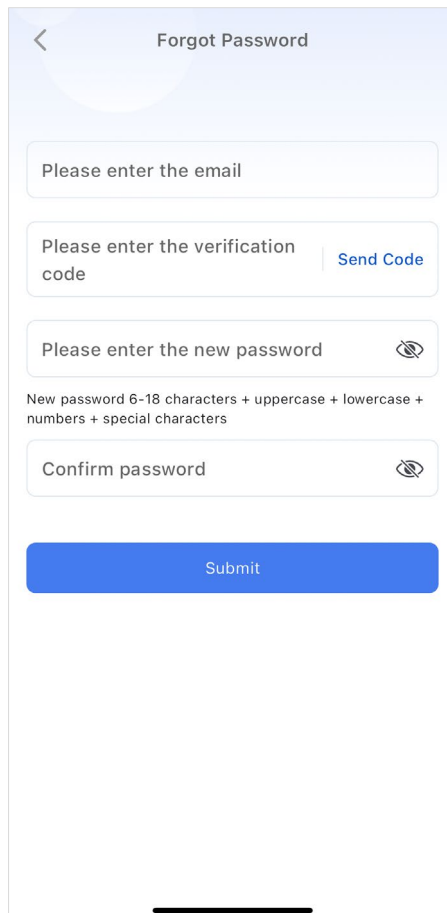 Forgot Password
Please enter the email
Please enter the verification
code
Send Code
Please enter the new password
New password 6-18 characters + uppercase + lowercase +
numbers + special characters
Confirm password
Submit